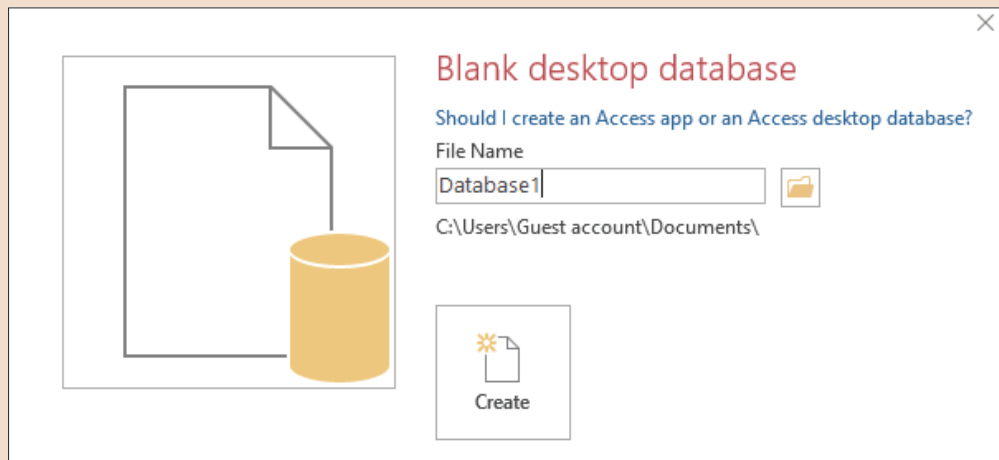 Blank desktop database
Should I create an Access app or an Access desktop database?
File Name
Database1
C:\Users\Guest account\Documents\
Create